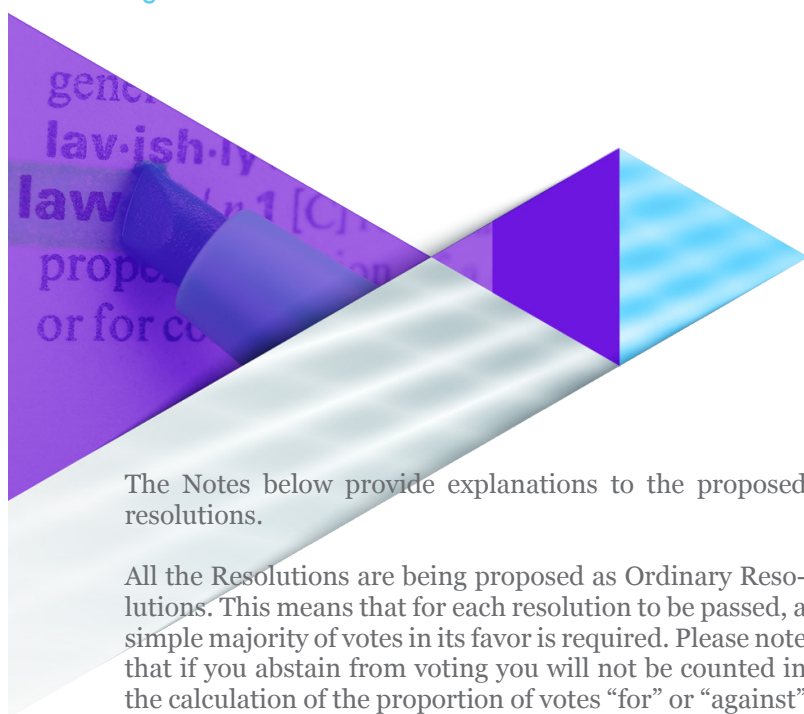 lav·ish·ly
law n 1 [C]
or for
The Notes below provide explanations to the proposed
resolutions.
All the Resolutions are being proposed as Ordinary Reso-
lutions. This means that for each resolution to be passed, a
simple majority of votes in its favor is required. Please note
that if you abstain from voting you will not be counted in
the calculation of the proportion of votes “for” or “against”